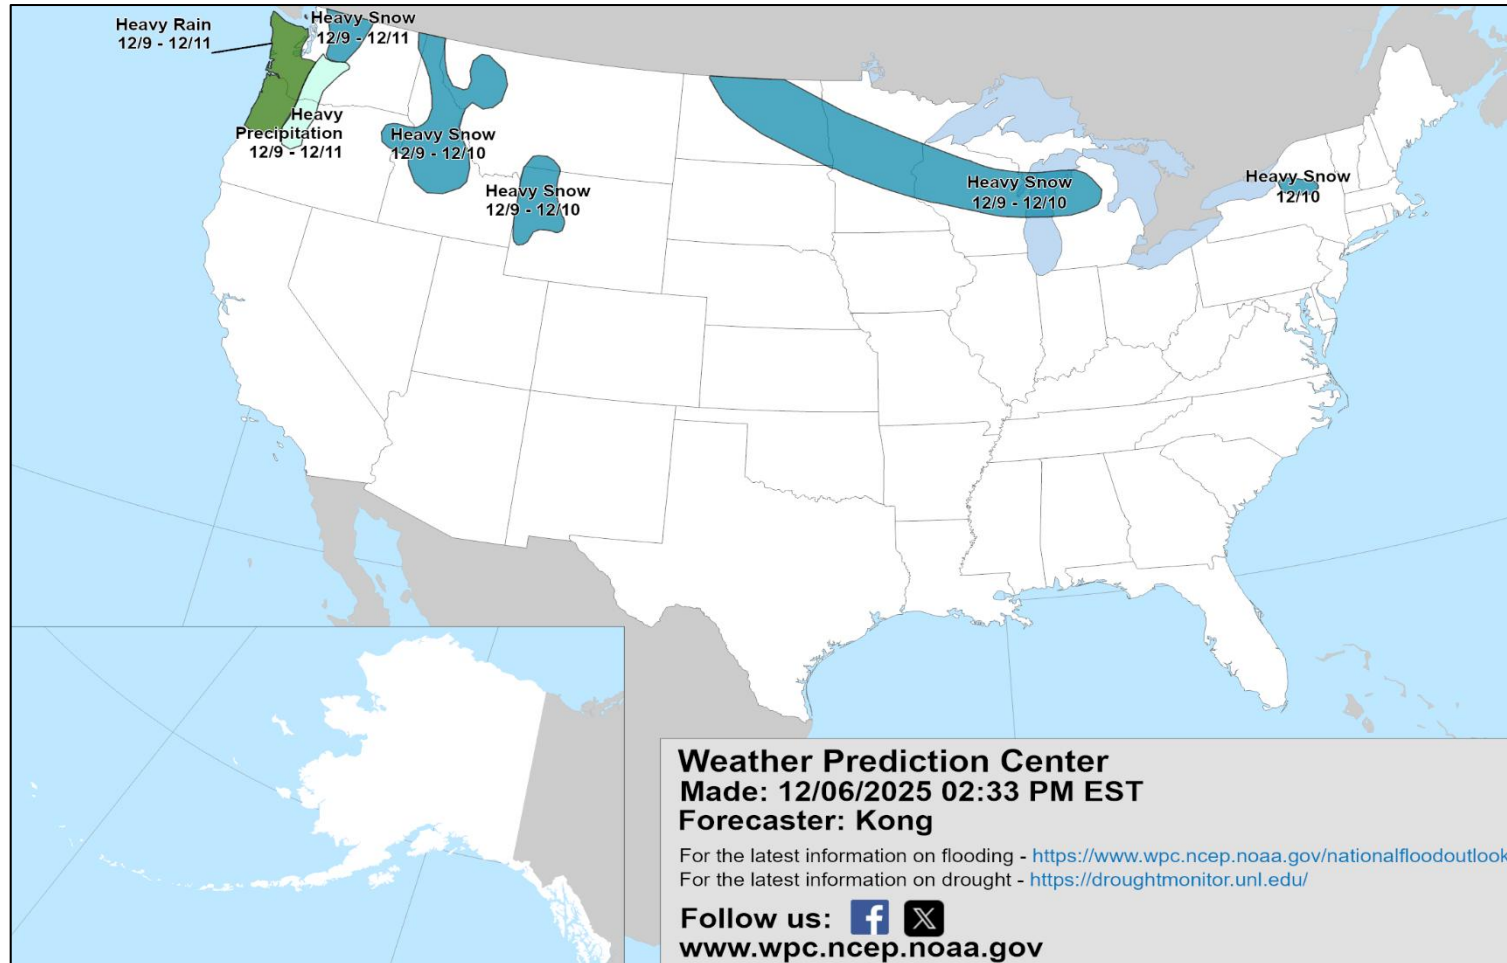 Heavy Rain
12/9 - 12/11
Heavy Snow
12/9 - 12/11
Heavy
Precipitation
12/9 - 12/11
Heavy Snow
12/9 - 12/10
Heavy Snow
12/9 - 12/10
Heavy Snow
12/9 - 12/10
Heavy Snow
12/10
Weather Prediction Center
Made: 12/06/2025 02:33 PM EST
Forecaster: Kong
For the latest information on flooding - https://www.wpc.ncep.noaa.gov/nationalfloodoutlook
For the latest information on drought - https://droughtmonitor.unl.edu/
Follow us:
www.wpc.ncep.noaa.gov